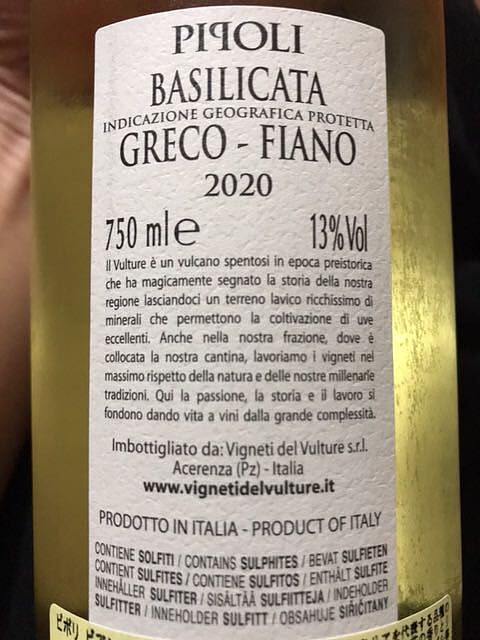 PIPOLI
BASILICATA
INDICAZIONE GEOGRAFICA PROTETTA
GRECO - FIANO
2020
750 ml e 13%Vol
Il Vulture è un vulcano spentosi in epoca preistorica
che ha magicamente segnato la storia della nostra
regione lasciandoci un terreno lavico ricchissimo di
minerali che permettono la coltivazione di uve
eccellenti. Anche nella nostra frazione, dove è
collocata la nostra cantina, lavoriamo i vigneti nel
massimo rispetto della natura e delle nostre millenarie
tradizioni. Qui la passione, la storia e il lavoro si
fondono dando vita a vini dalla grande complessità.
Imbottigliato da: Vigneti del Vulture s.r.l.
Acerenza (Pz) - Italia
www.vignetidelvulture.it
PRODOTTO IN ITALIA - PRODUCT OF ITALY
CONTIENE SOLFITI / CONTAINS SULPHITES / BEVAT SULFIETEN
CONTIENT SULFITES / CONTIENE SULFITOS / ENTHÄLT SULFITE
INNEHÅLLER SULFITER / SISÄLTÄÄ SULFIITTEJA / INDEHOLDER
SULFITTER / INNEHOLDER SULFITT / OBSAHUJE SIŘIČITANY
ピポリ